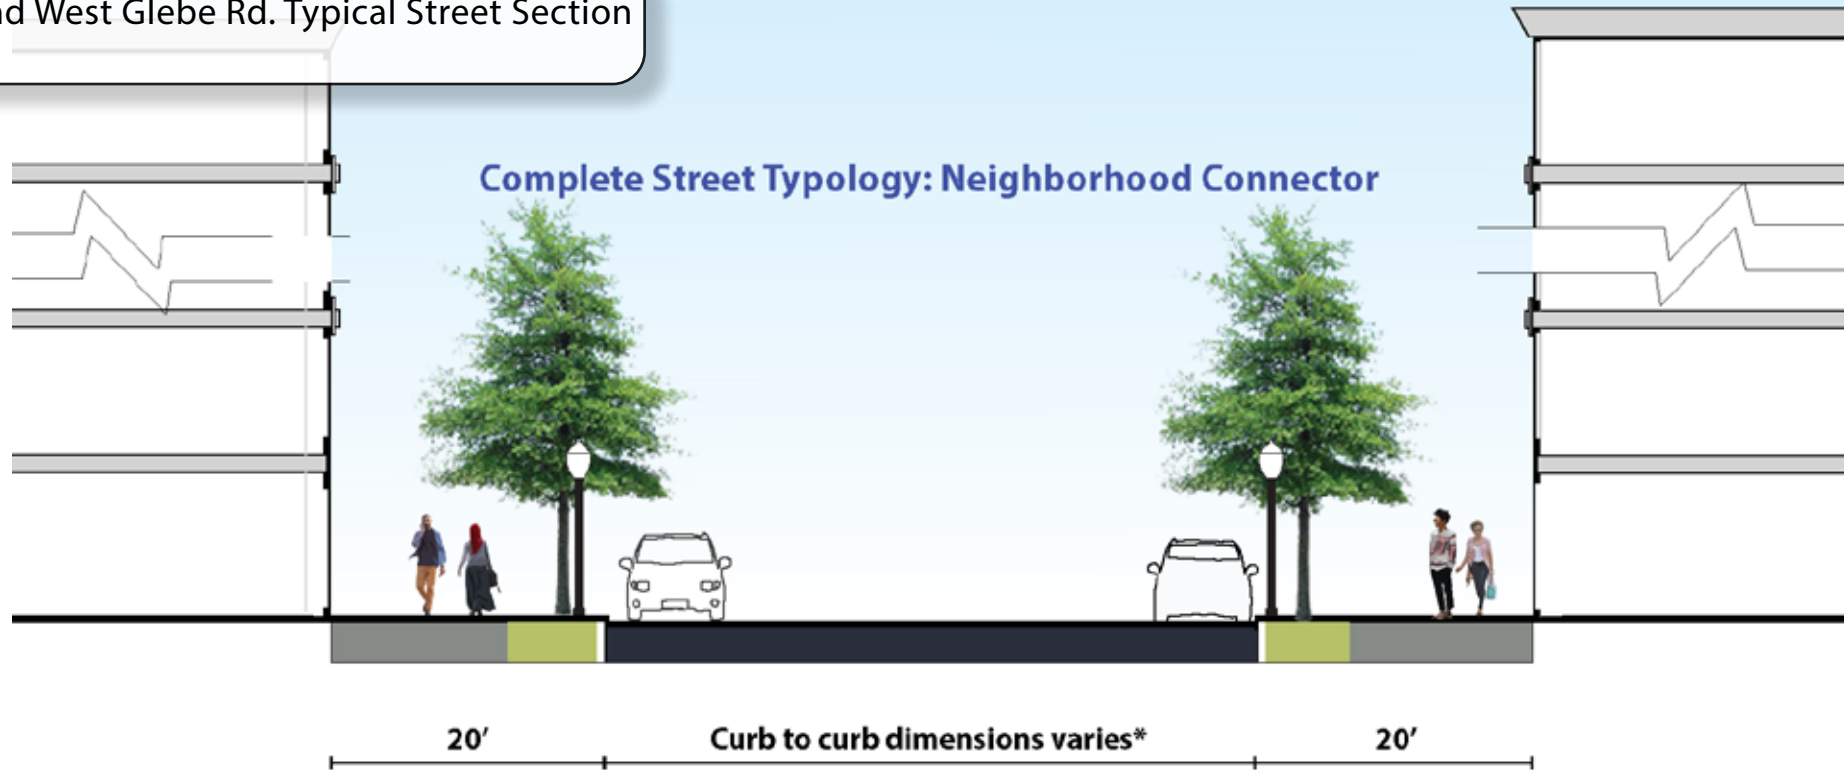 West Glebe Rd. Typical Street Section
Complete Street Typology: Neighborhood Connector
20’
Curb to curb dimensions varies*
20’